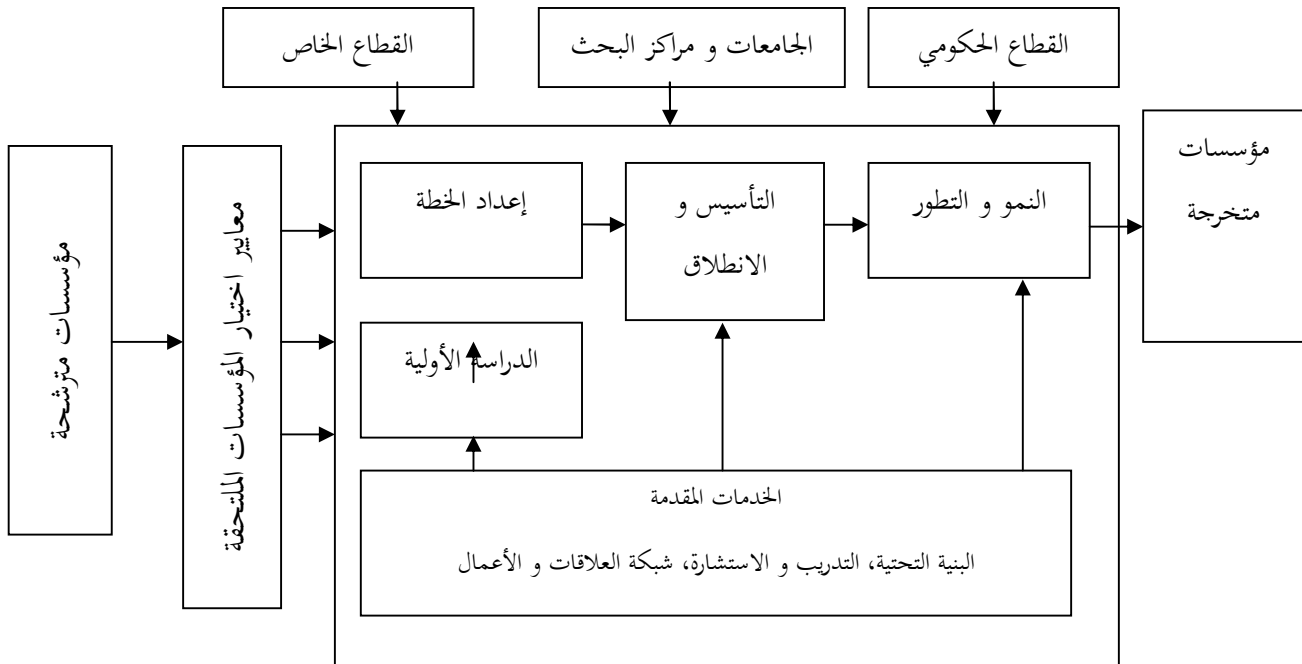 القطاع الحكومي
الجامعات و مراكز البحث
القطاع الخاص
مؤسسات
متخرجة
النمو و التطور
التأسيس و
الانطلاق
إعداد الخطة
الدراسة الأولية
معايير اختيار المؤسسات الملتحقة
مؤسسات مترشحة
الخدمات المقدمة
البنية التحتية، التدريب و الاستشارة، شبكة العلاقات و الأعمال